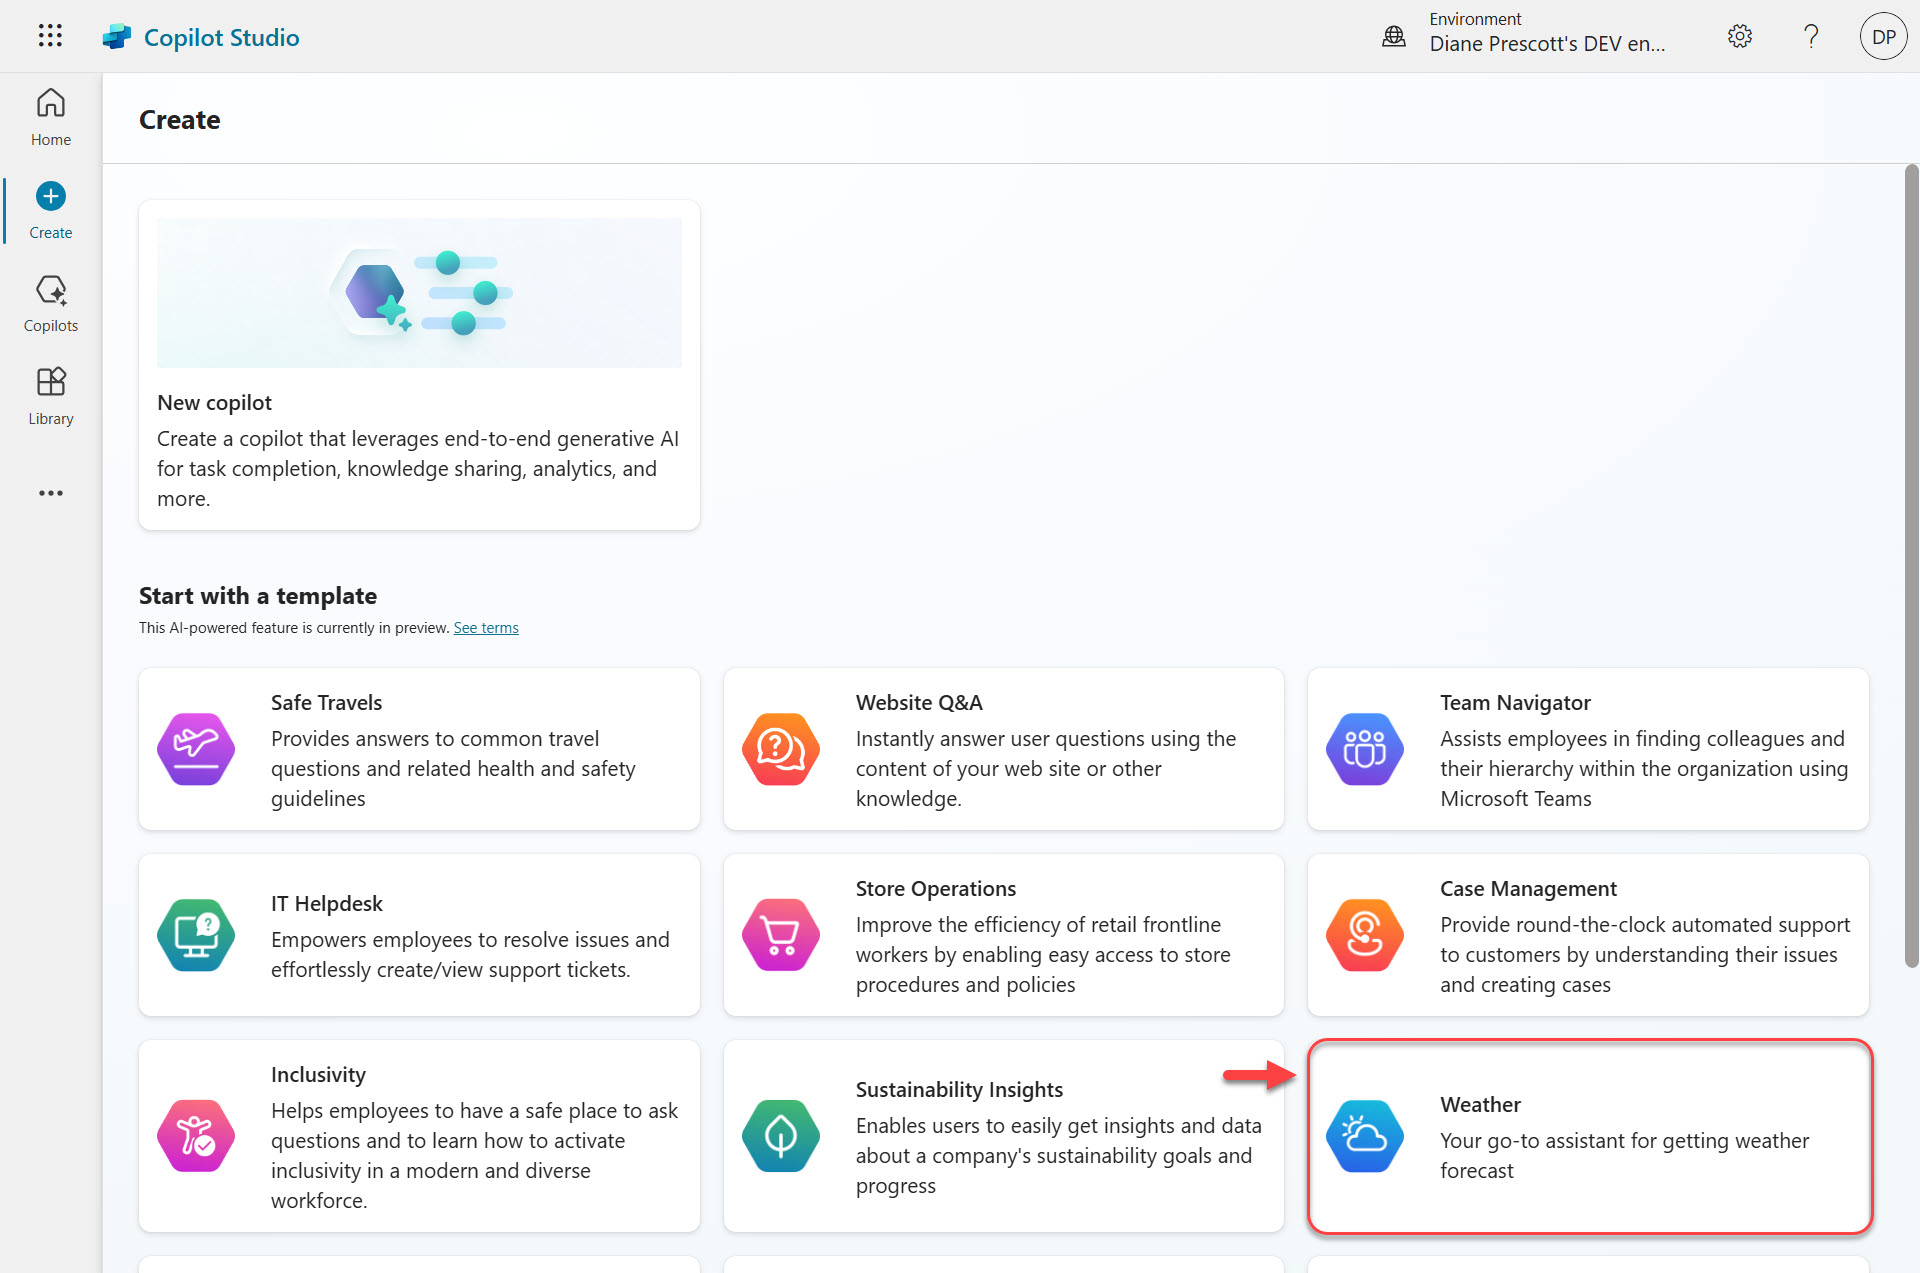 Copilot Studio
Environment
Diane Prescott's DEV en...
DP
Home
Create
Copilots
Library
Create
New copilot
Create a copilot that leverages end-to-end generative AI
for task completion, knowledge sharing, analytics, and
more.
Start with a template
This AI-powered feature is currently in preview. See terms
Safe Travels
Provides answers to common travel
questions and related health and safety
guidelines
Website Q&A
Instantly answer user questions using the
content of your web site or other
knowledge.
Team Navigator
Assists employees in finding colleagues and
their hierarchy within the organization using
Microsoft Teams
IT Helpdesk
Empowers employees to resolve issues and
effortlessly create/view support tickets.
Store Operations
Improve the efficiency of retail frontline
workers by enabling easy access to store
procedures and policies
Case Management
Provide round-the-clock automated support
to customers by understanding their issues
and creating cases
Inclusivity
Helps employees to have a safe place to ask
questions and to learn how to activate
inclusivity in a modern and diverse
workforce.
Sustainability Insights
Enables users to easily get insights and data
about a company's sustainability goals and
progress
Weather
Your go-to assistant for getting weather
forecast